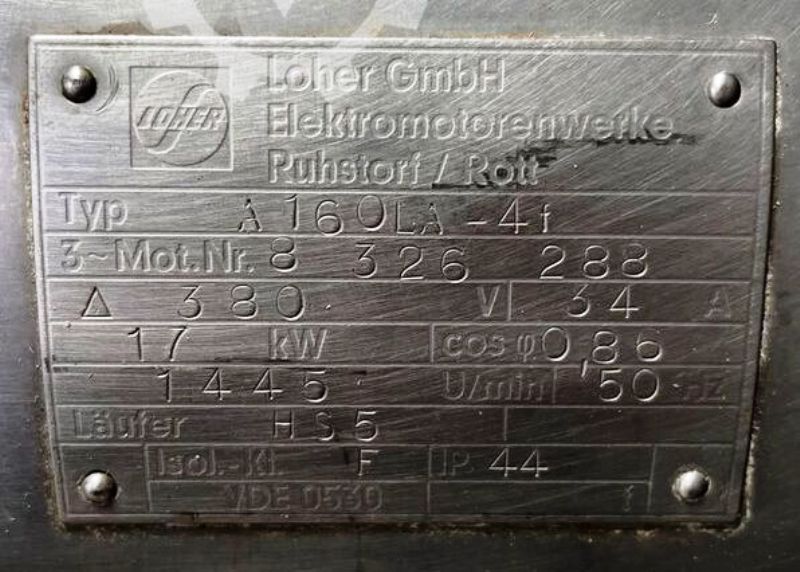 LOHER
Loher GmbH
Elektromotorenwerke
Ruhstorf / Rott
Typ A 160LA -4f
3~Mot.Nr. 8 326 288
Δ 380 V 34 A
17 kW cos φ 0,86
1445 U/min 50 HZ
Läufer HS5
Isol.-Kl. F IP 44
VDE 0530 f